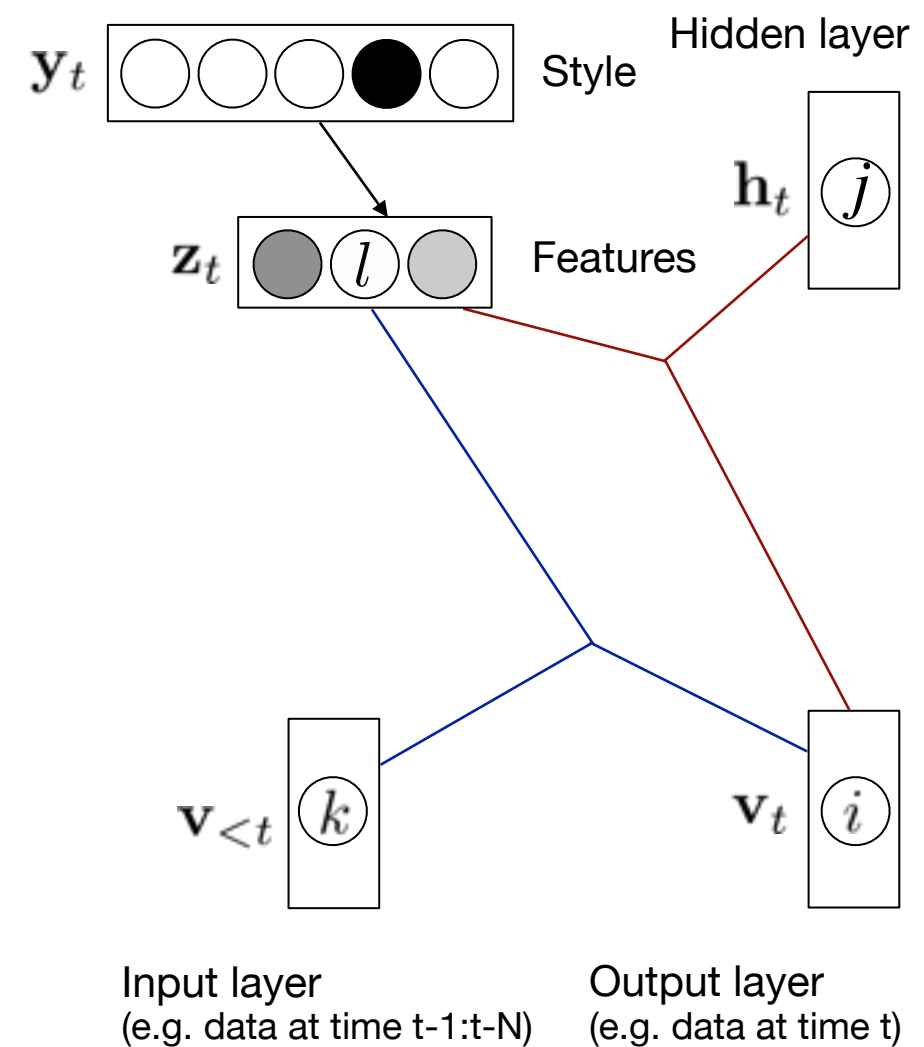 Hidden layer
y_t
Style
h_t
j
z_t
l
Features
v_{<t}
k
v_t
i
Input layer
(e.g. data at time t-1:t-N)
Output layer
(e.g. data at time t)